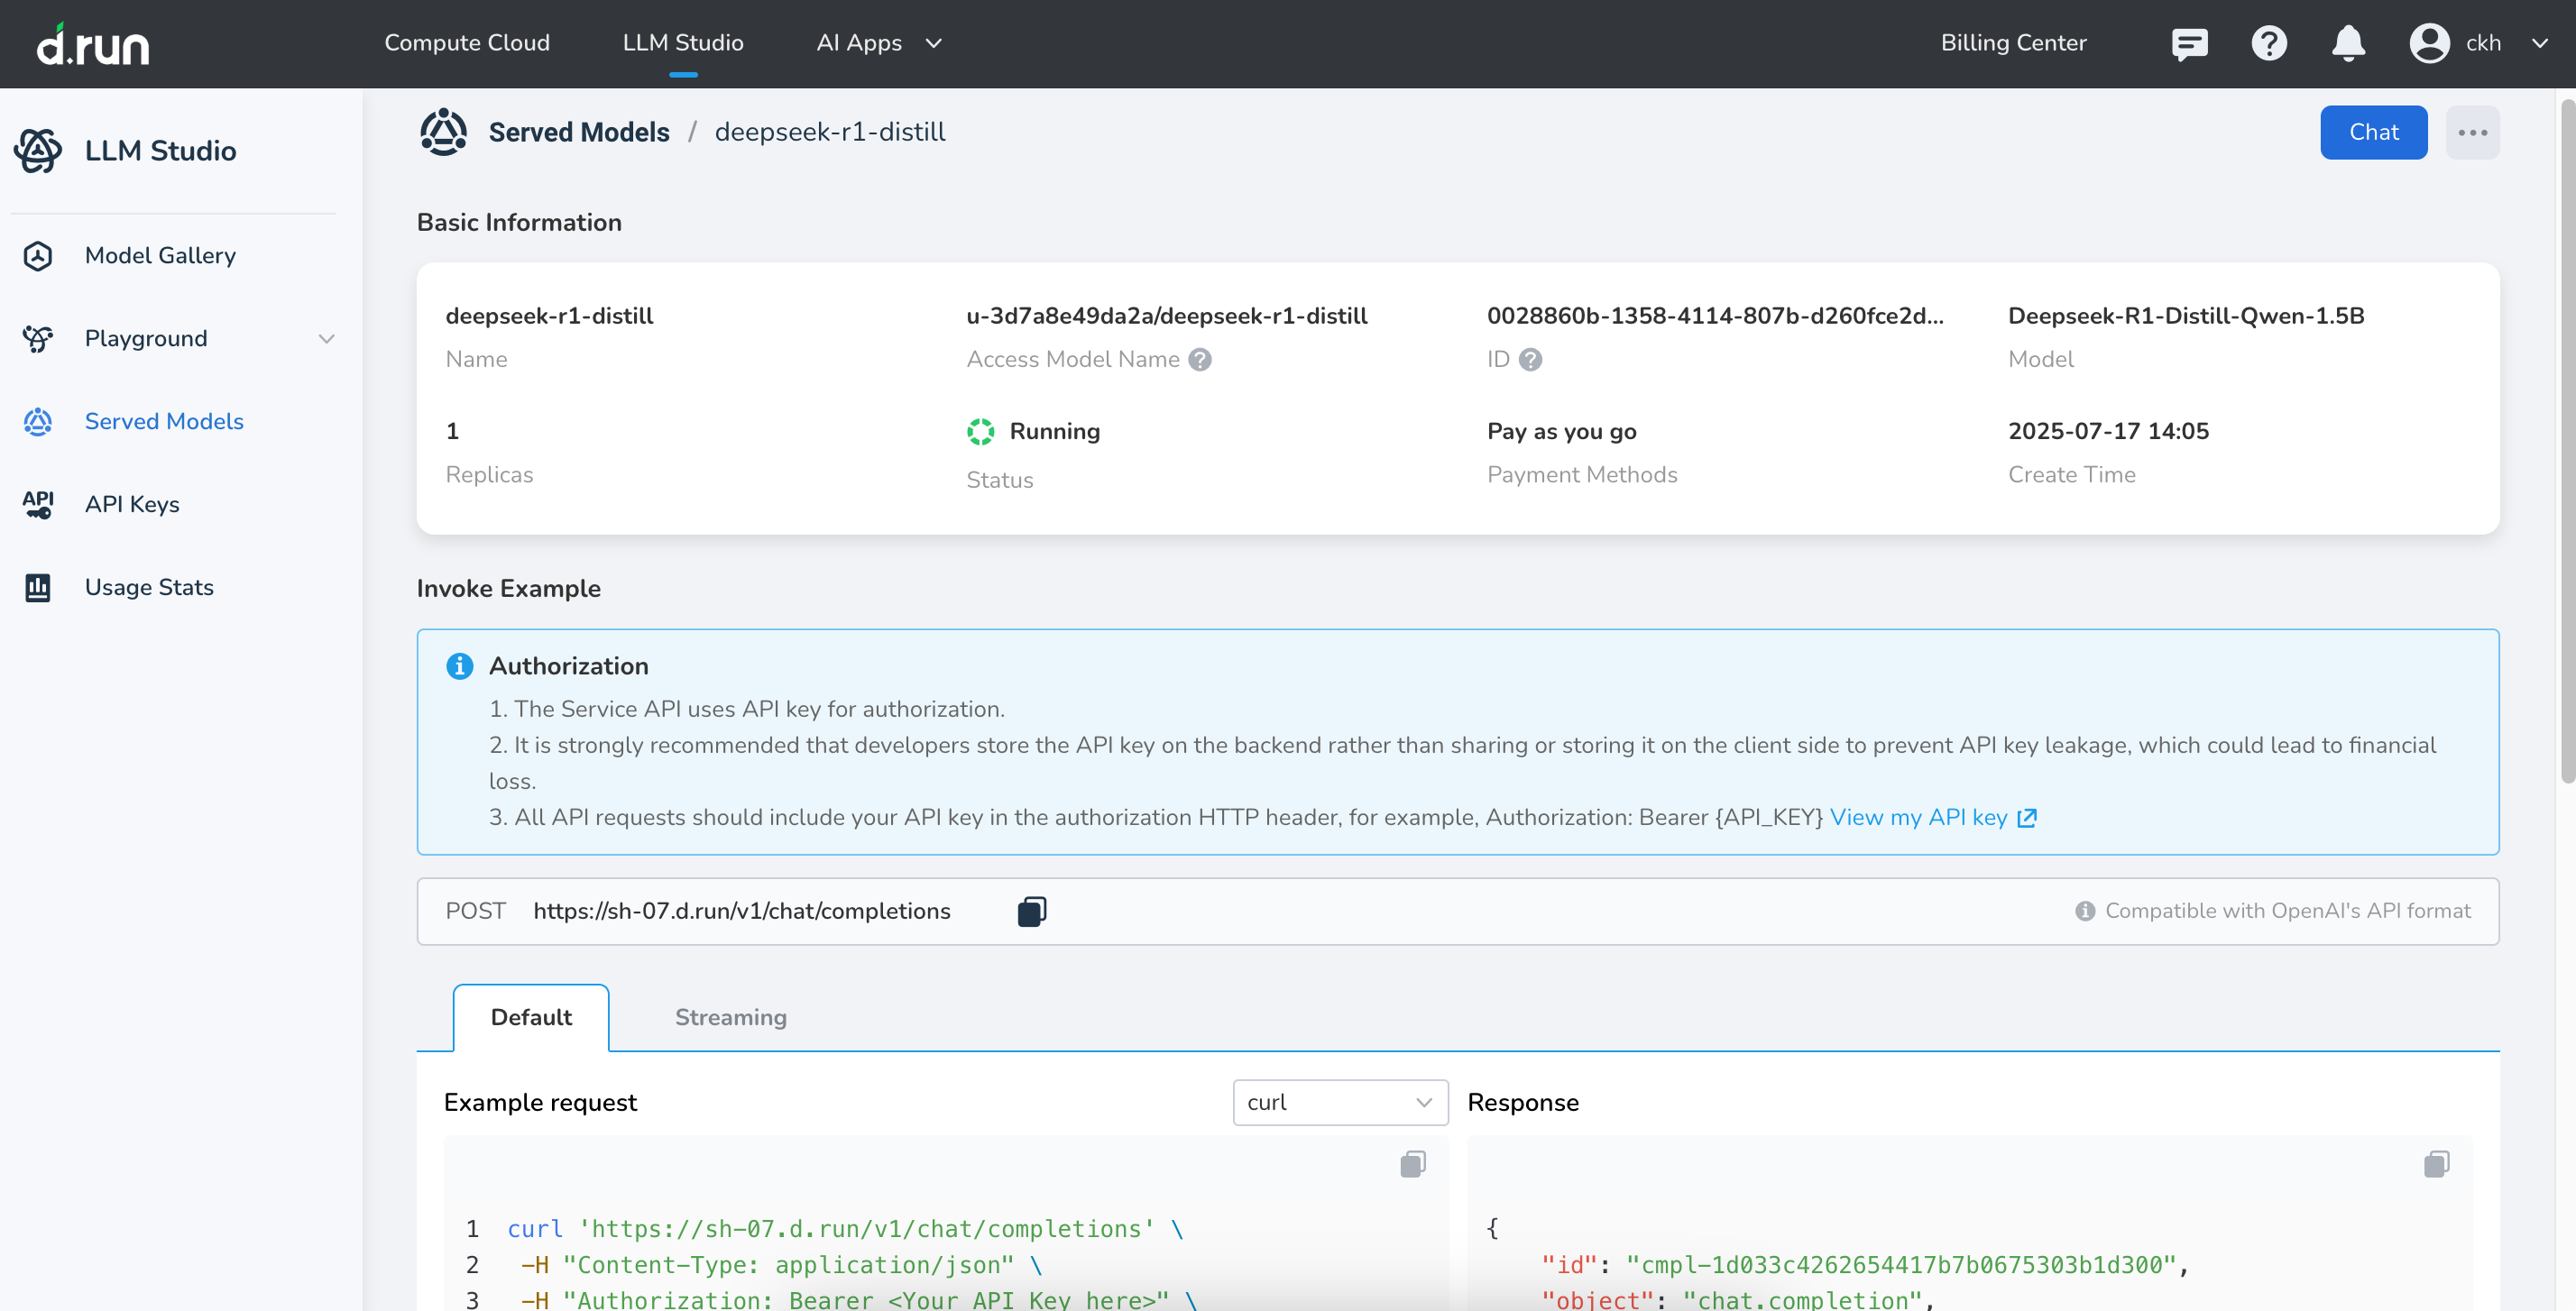 d.run Compute Cloud LLM Studio AI Apps Billing Center ckh
LLM Studio
Model Gallery
Playground
Served Models
API API Keys
Usage Stats
Served Models / deepseek-r1-distill Chat
Basic Information
deepseek-r1-distill u-3d7a8e49da2a/deepseek-r1-distill 0028860b-1358-4114-807b-d260fce2d... Deepseek-R1-Distill-Qwen-1.5B
Name Access Model Name ID Model
1 Running Pay as you go 2025-07-17 14:05
Replicas Status Payment Methods Create Time
Invoke Example
Authorization
1. The Service API uses API key for authorization.
2. It is strongly recommended that developers store the API key on the backend rather than sharing or storing it on the client side to prevent API key leakage, which could lead to financial
loss.
3. All API requests should include your API key in the authorization HTTP header, for example, Authorization: Bearer {API_KEY} View my API key
POST https://sh-07.d.run/v1/chat/completions Compatible with OpenAI's API format
Default Streaming
Example request curl Response
1 curl 'https://sh-07.d.run/v1/chat/completions' \
2 -H "Content-Type: application/json" \
3 -H "Authorization: Bearer <Your API Key here>" \
{
"id": "cmpl-1d033c4262654417b7b0675303b1d300",
"object": "chat.completion",